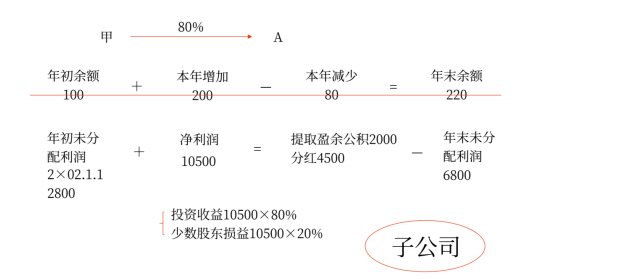 80%
甲 A
年初余额 本年增加 本年减少 年末余额
100 + 200 − 80 = 220
年初未分 净利润 提取盈余公积2000 年末未分
配利润 + 10500 = 分红4500 − 配利润
2×02.1.1 6800
2800
投资收益10500×80%
少数股东损益10500×20%
子公司